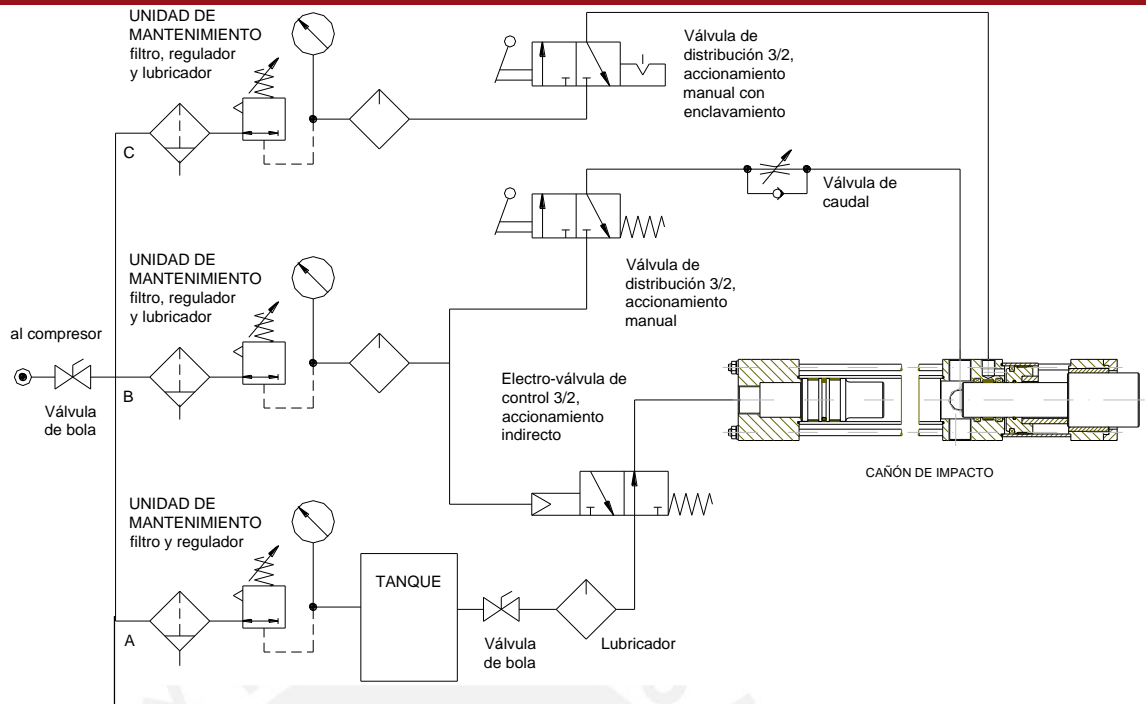 UNIDAD DE
MANTENIMIENTO
filtro, regulador
y lubricador
C
Válvula de
distribución 3/2,
accionamiento
manual con
enclavamiento
Válvula de
caudal
UNIDAD DE
MANTENIMIENTO
filtro, regulador
y lubricador
Válvula de
distribución 3/2,
accionamiento
manual
al compresor
B
Válvula
de bola
Electro-válvula de
control 3/2,
accionamiento
indirecto
CAÑÓN DE IMPACTO
UNIDAD DE
MANTENIMIENTO
filtro y regulador
TANQUE
A
Válvula
de bola
Lubricador